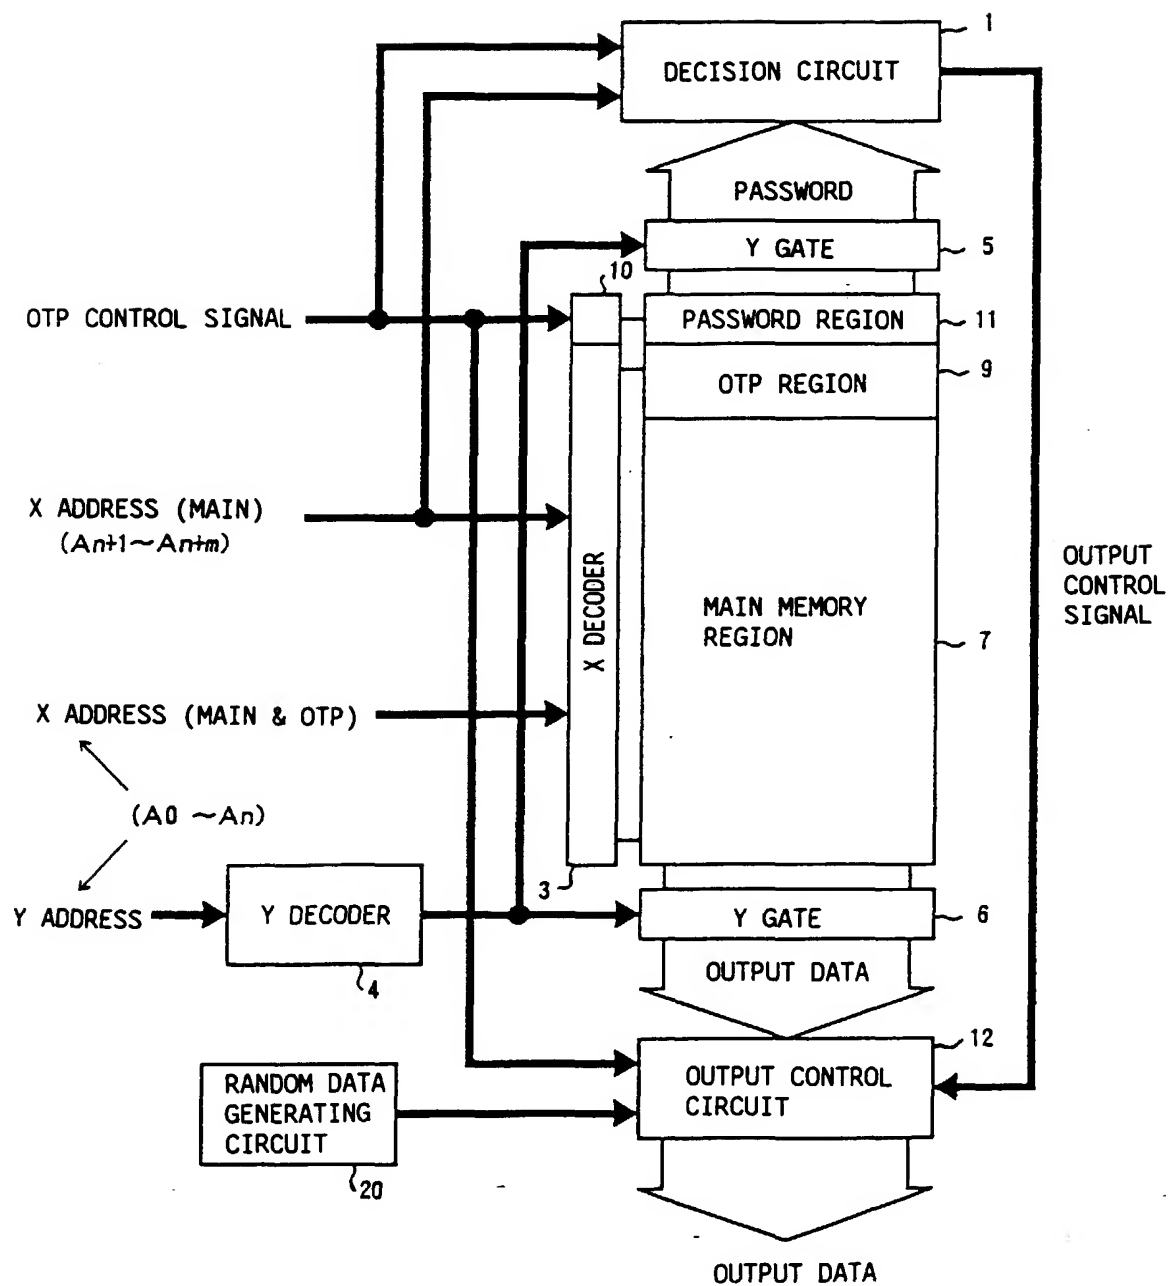 1
DECISION CIRCUIT
PASSWORD
Y GATE
5
10
OTP CONTROL SIGNAL
PASSWORD REGION
11
OTP REGION
9
X ADDRESS (MAIN)
(An+1～An+m)
OUTPUT
CONTROL
SIGNAL
X DECODER
MAIN MEMORY
REGION
7
X ADDRESS (MAIN & OTP)
(A0 ～An)
3
Y ADDRESS
Y DECODER
Y GATE
6
4
OUTPUT DATA
12
RANDOM DATA
GENERATING
CIRCUIT
OUTPUT CONTROL
CIRCUIT
20
OUTPUT DATA